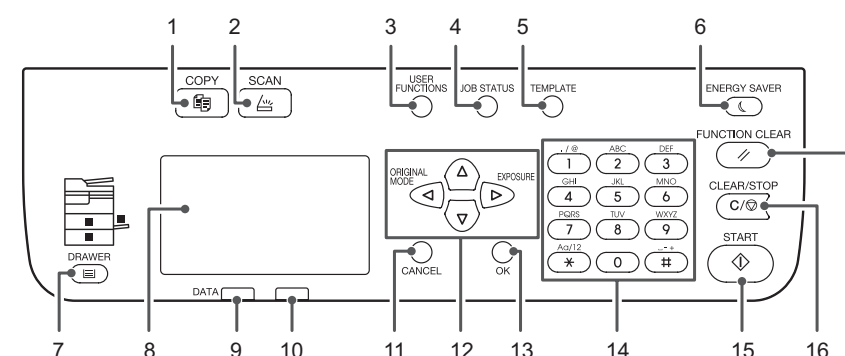 1 2 3 4 5 6
COPY SCAN USER FUNCTIONS JOB STATUS TEMPLATE ENERGY SAVER
FUNCTION CLEAR
ORIGINAL MODE EXPOSURE
. / @ ABC DEF
1 2 3
GHI JKL MNO
4 5 6
PQRS TUV WXYZ
7 8 9
Aa/12 _ - +
* 0 #
CLEAR/STOP
C/
START
DRAWER
CANCEL OK
DATA
7 8 9 10 11 12 13 14 15 16